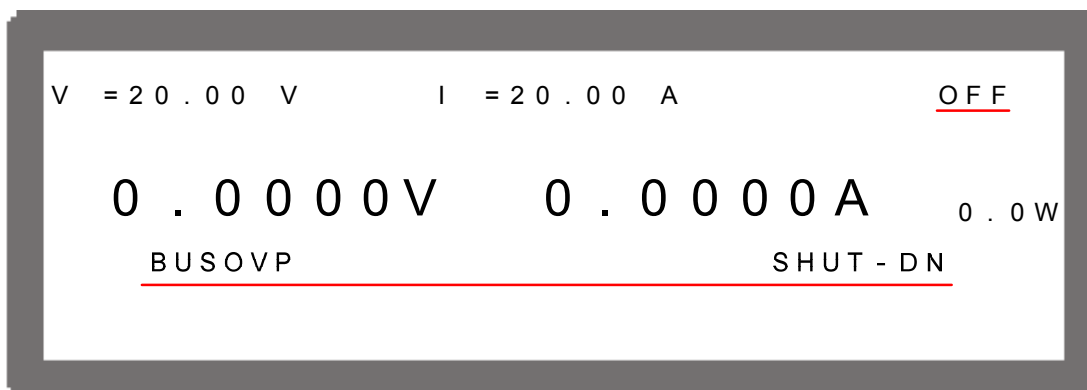 V =20.00 V I =20.00 A OFF
0.0000V 0.0000A 0.0W
BUSOVP SHUT-DN